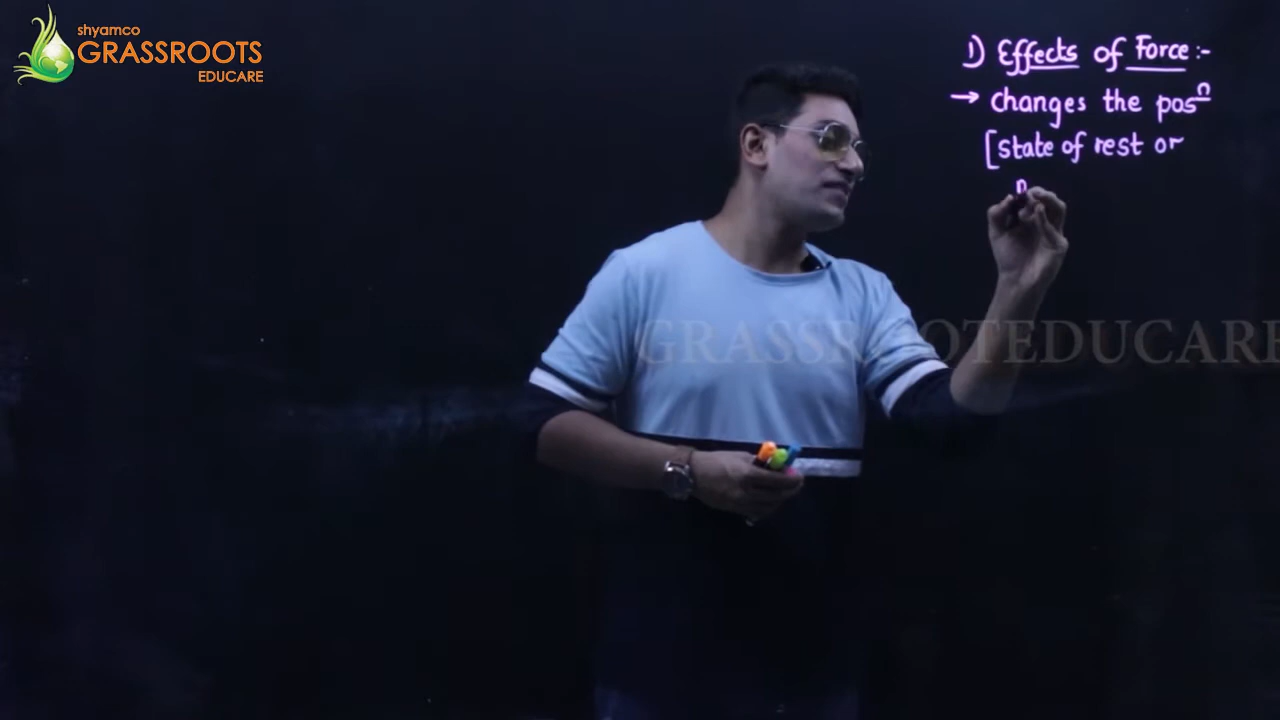 shyamco
GRASSROOTS
EDUCARE
1) Effects of Force :-
→ changes the posⁿ
[state of rest or
GRASSROOTEDUCARE